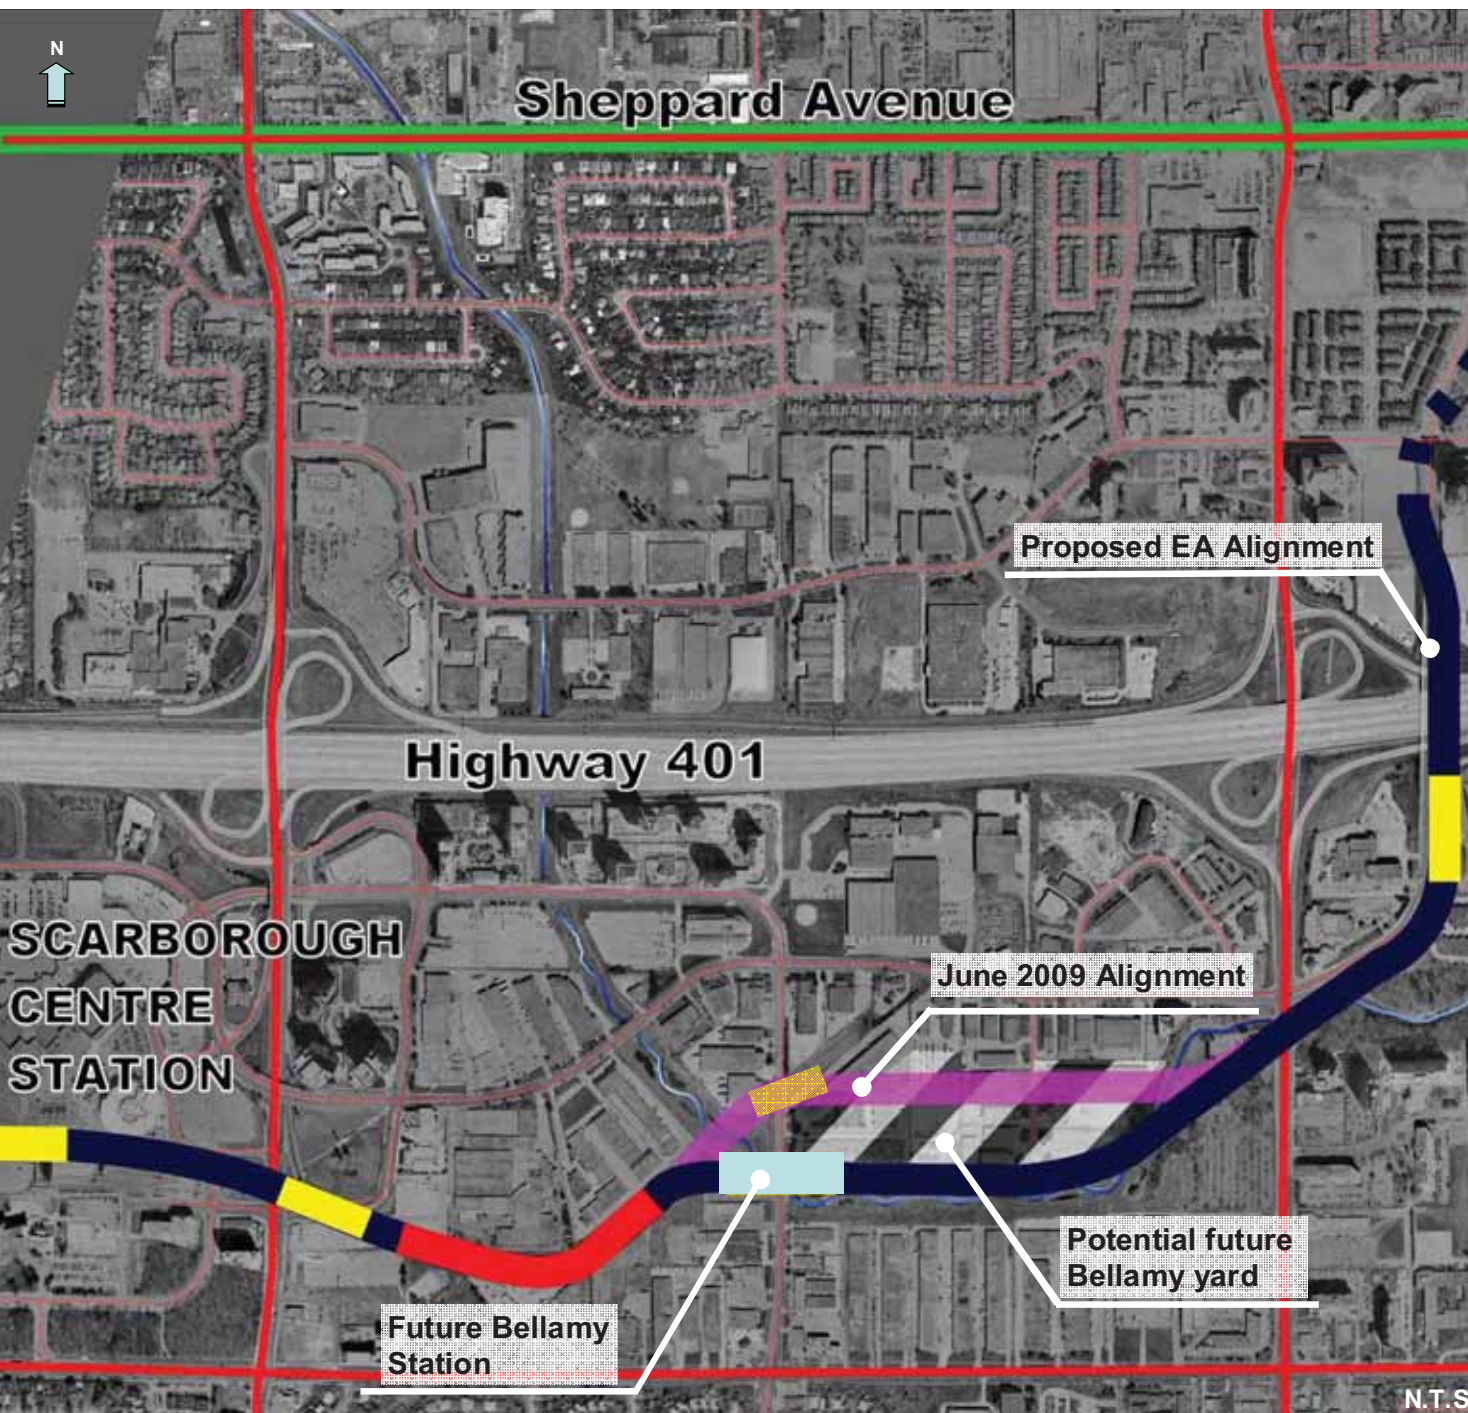 N
Sheppard Avenue
Proposed EA Alignment
Highway 401
SCARBOROUGH
CENTRE
STATION
June 2009 Alignment
Potential future
Bellamy yard
Future Bellamy
Station
N.T.S